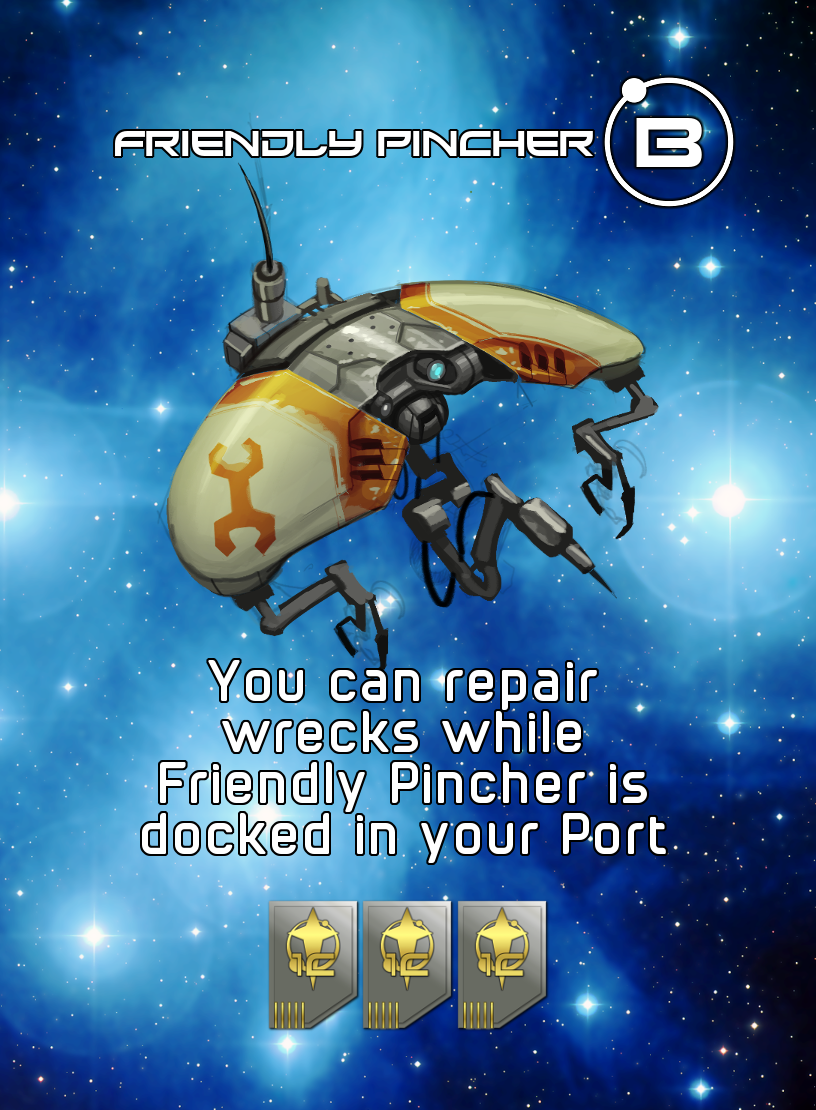 FRIENDLY PINCHER B
You can repair
wrecks while
Friendly Pincher is
docked in your Port
1C 1C 1C